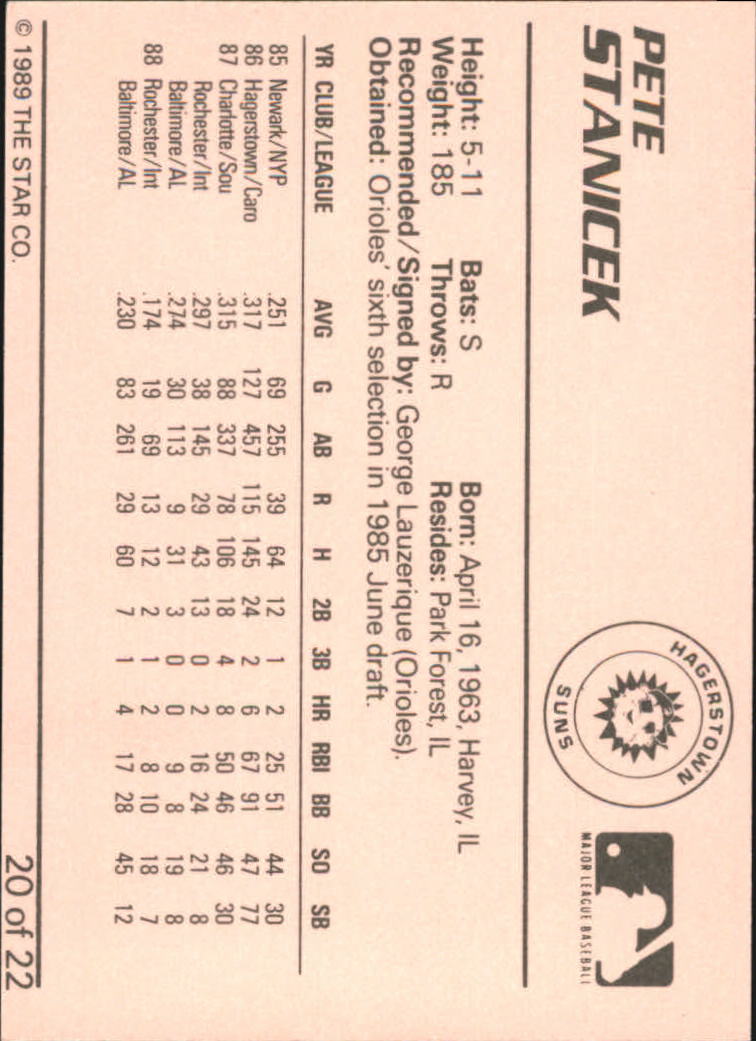 PETE
STANICEK
HAGERSTOWN
SUNS
MAJOR LEAGUE BASEBALL
Height: 5-11 Bats: S Born: April 16, 1963, Harvey, IL
Weight: 185 Throws: R Resides: Park Forest, IL
Recommended/Signed by: George Lauzerique (Orioles).
Obtained: Orioles' sixth selection in 1985 June draft.
YR CLUB/LEAGUE AVG G AB R H 2B 3B HR RBI BB SO SB
85 Newark/NYP .251 69 255 39 64 12 1 2 25 51 44 30
86 Hagerstown/Caro .317 127 457 115 145 24 2 6 67 91 47 77
87 Charlotte/Sou .315 88 337 78 106 18 4 8 50 46 46 30
Rochester/Int .297 38 145 29 43 13 0 2 16 24 21 8
Baltimore/AL .274 30 113 9 31 3 0 0 9 8 19 8
88 Rochester/Int .174 19 69 13 12 2 1 2 8 10 18 7
Baltimore/AL .230 83 261 29 60 7 1 4 17 28 45 12
© 1989 THE STAR CO. 20 of 22